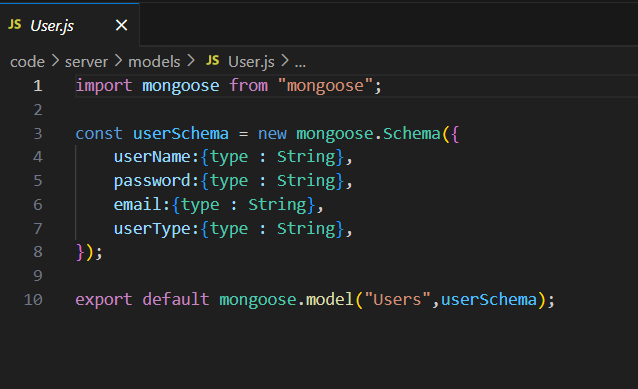 JS User.js ×
code > server > models > JS User.js > ...
1 import mongoose from "mongoose";
2
3 const userSchema = new mongoose.Schema({
4     userName:{type : String},
5     password:{type : String},
6     email:{type : String},
7     userType:{type : String},
8 });
9
10 export default mongoose.model("Users",userSchema);